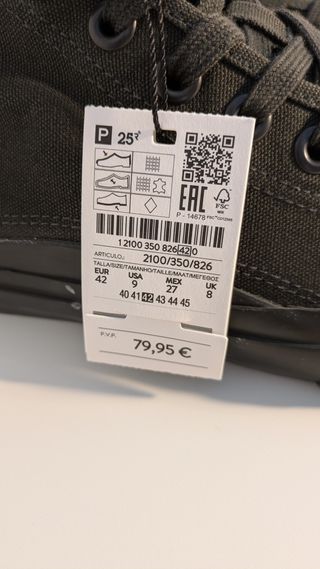 P 25
EAC
FSC
MIX
P - 14678
12100 350 826 42 0
ARTICULO.: 2100/350/826
TALLA/SIZE/TAMANHO/TAILLE/MAAT/ΜΕΓΕΘΟΣ
EUR USA MEX UK
42 9 27 8
40 41 42 43 44 45
P.V.P.
79,95 €